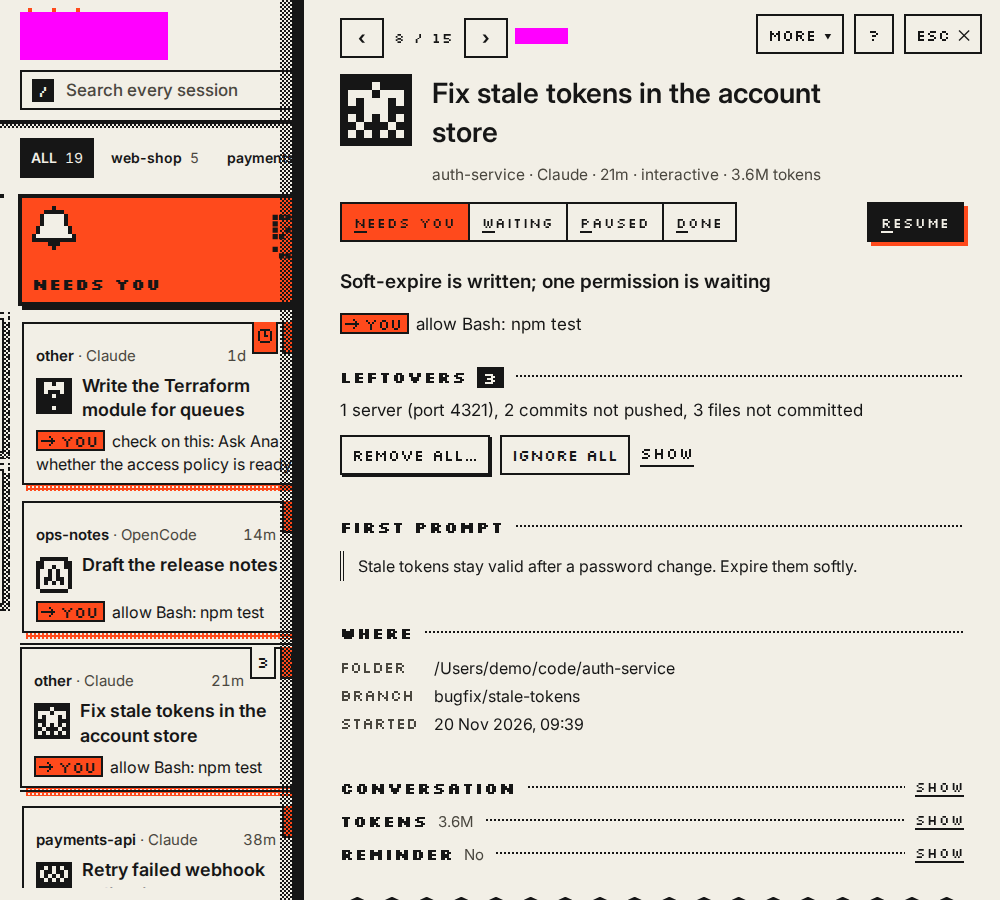 / Search every session
ALL 19 web-shop 5 payment
NEEDS YOU
other · Claude 1d
Write the Terraform
module for queues
→ YOU check on this: Ask Ana
whether the access policy is ready
ops-notes · OpenCode 14m
Draft the release notes
→ YOU allow Bash: npm test
other · Claude 21m 3
Fix stale tokens in the
account store
→ YOU allow Bash: npm test
payments-api · Claude 38m
Retry failed webhook
‹ 8 / 15 › MORE ▾ ? ESC ×
Fix stale tokens in the account
store
auth-service · Claude · 21m · interactive · 3.6M tokens
NEEDS YOU WAITING PAUSED DONE RESUME
Soft-expire is written; one permission is waiting
→ YOU allow Bash: npm test
LEFTOVERS 3
1 server (port 4321), 2 commits not pushed, 3 files not committed
REMOVE ALL… IGNORE ALL SHOW
FIRST PROMPT
Stale tokens stay valid after a password change. Expire them softly.
WHERE
FOLDER /Users/demo/code/auth-service
BRANCH bugfix/stale-tokens
STARTED 20 Nov 2026, 09:39
CONVERSATION SHOW
TOKENS 3.6M SHOW
REMINDER No SHOW